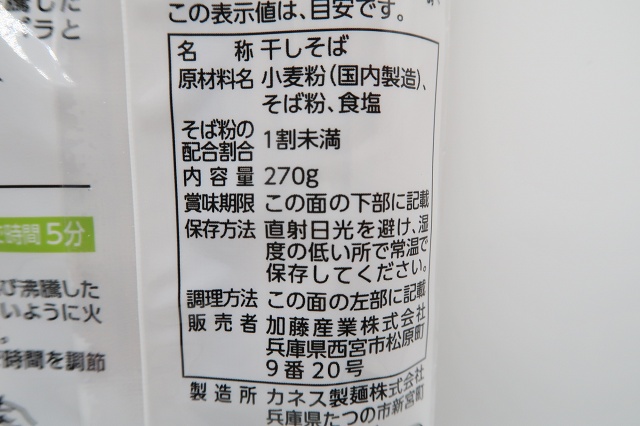 騰した
ラと
この表示値は、目安です。
名称 干しそば
原材料名 小麦粉(国内製造)、
そば粉、食塩
そば粉の
配合割合 1割未満
内容量 270g
賞味期限 この面の下部に記載
保存方法 直射日光を避け、湿
度の低い所で常温で
保存してください。
調理方法 この面の左部に記載
販売者 加藤産業株式会社
兵庫県西宮市松原町
9番20号
製造所 カネス製麺株式会社
兵庫県たつの市新宮町
時間5分
び沸騰した
いように火
時間を調節